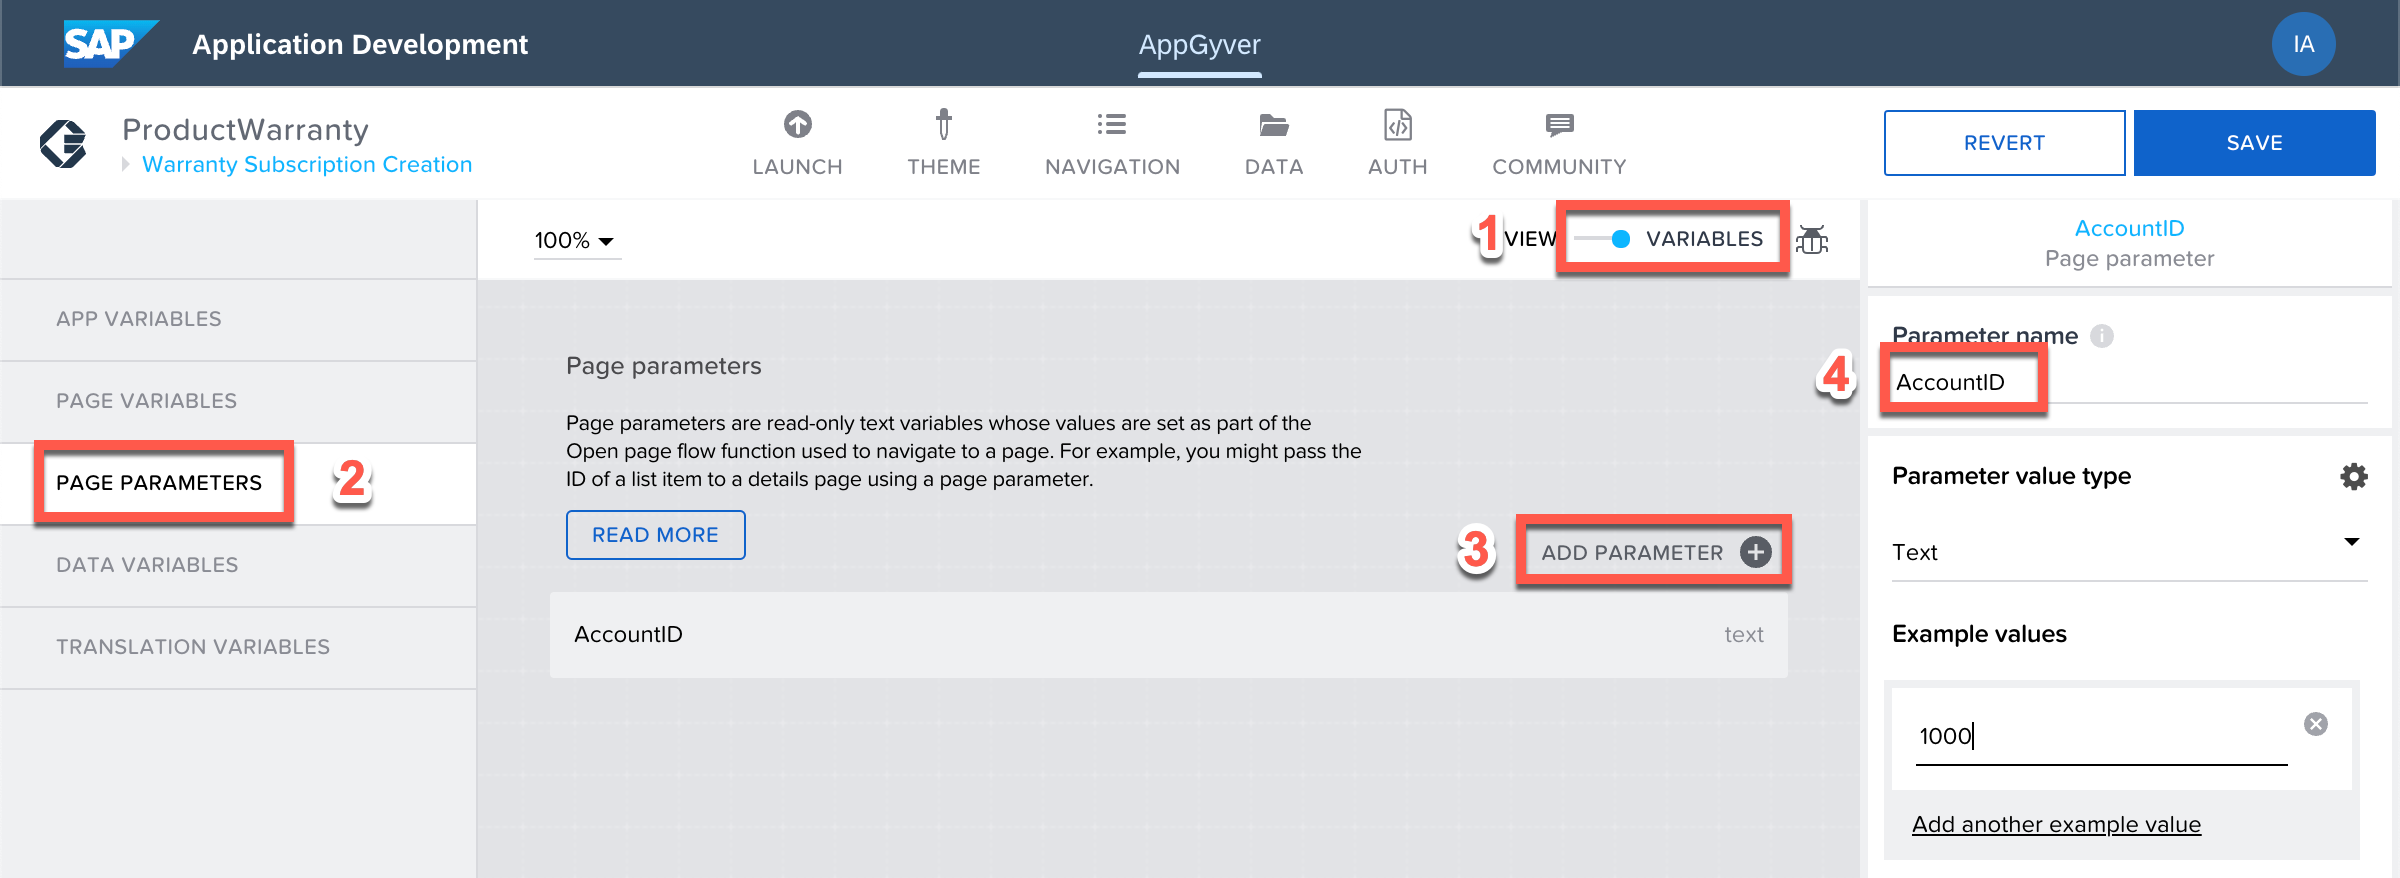 SAP Application Development
AppGyver
IA
ProductWarranty
Warranty Subscription Creation
LAUNCH
THEME
NAVIGATION
DATA
AUTH
COMMUNITY
REVERT
SAVE
APP VARIABLES
PAGE VARIABLES
PAGE PARAMETERS
2
DATA VARIABLES
TRANSLATION VARIABLES
100%
1
VIEW
VARIABLES
Page parameters
Page parameters are read-only text variables whose values are set as part of the
Open page flow function used to navigate to a page. For example, you might pass the
ID of a list item to a details page using a page parameter.
READ MORE
3
ADD PARAMETER
AccountID
text
AccountID
Page parameter
Parameter name
4
AccountID
Parameter value type
Text
Example values
1000
Add another example value